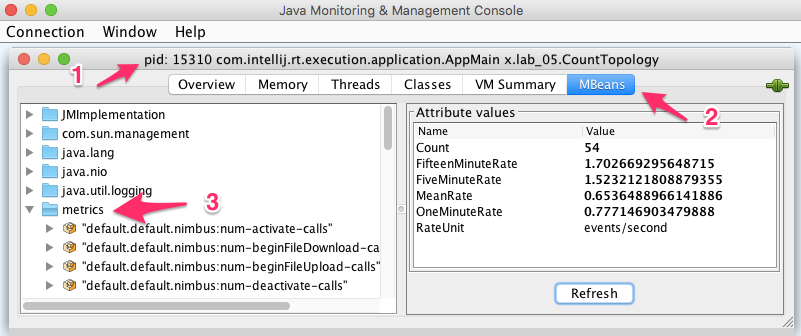 Java Monitoring & Management Console
Connection Window Help
pid: 15310 com.intellij.rt.execution.application.AppMain x.lab_05.CountTopology
1
Overview Memory Threads Classes VM Summary MBeans
2
JMImplementation
com.sun.management
java.lang
java.nio
java.util.logging
metrics
3
"default.default.nimbus:num-activate-calls"
"default.default.nimbus:num-beginFileDownload-ca
"default.default.nimbus:num-beginFileUpload-calls"
"default.default.nimbus:num-deactivate-calls"
Attribute values
Name Value
Count 54
FifteenMinuteRate 1.702669295648715
FiveMinuteRate 1.5232121808879355
MeanRate 0.6536488966141886
OneMinuteRate 0.777146903479888
RateUnit events/second
Refresh